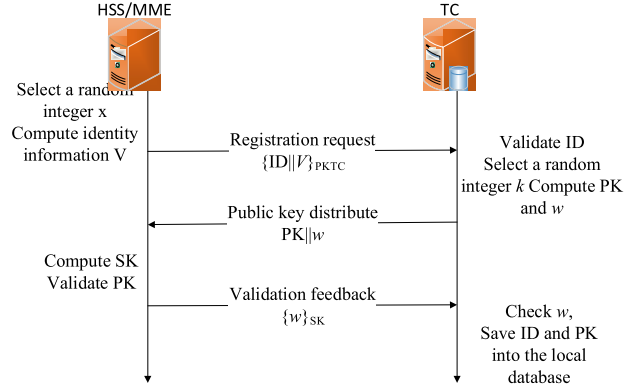 HSS/MME
TC
Select a random
integer x
Compute identity
information V
Registration request
{ID||V}PKTC
Validate ID
Select a random
integer k Compute PK
and w
Public key distribute
PK||w
Compute SK
Validate PK
Validation feedback
{w}SK
Check w,
Save ID and PK
into the local
database